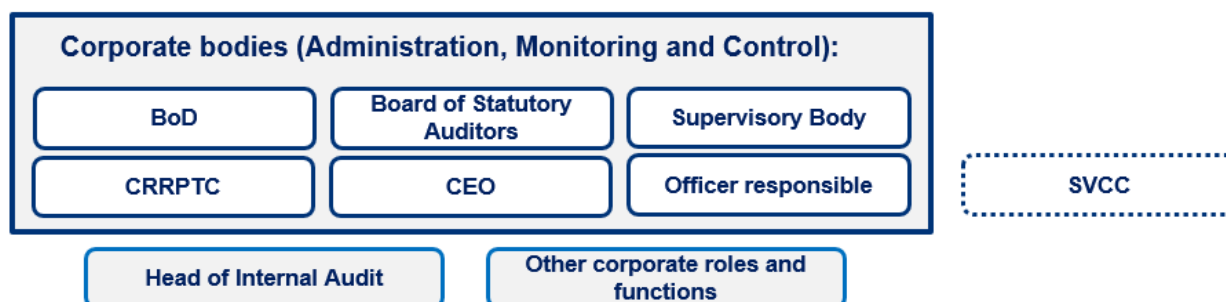 Corporate bodies (Administration, Monitoring and Control):
BoD
Board of Statutory
Auditors
Supervisory Body
CRRPTC
CEO
Officer responsible
SVCC
Head of Internal Audit
Other corporate roles and
functions